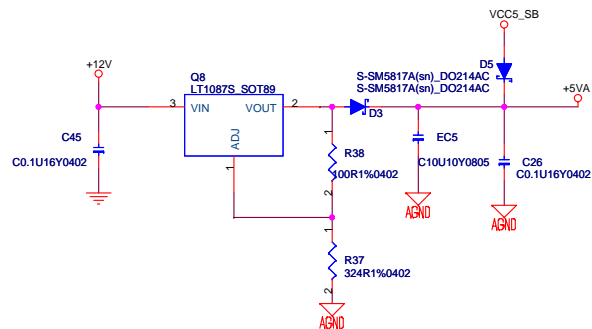 VCC5_SB
+12V
Q8
LT1087S_SOT89
D5
S-SM5817A(sn)_DO214AC
S-SM5817A(sn)_DO214AC
+5VA
3
VIN
VOUT
2
D3
ADJ
1
C45
C0.1U16Y0402
1
R38
100R1%0402
2
EC5
C10U10Y0805
C26
C0.1U16Y0402
AGND
AGND
1
R37
324R1%0402
2
AGND